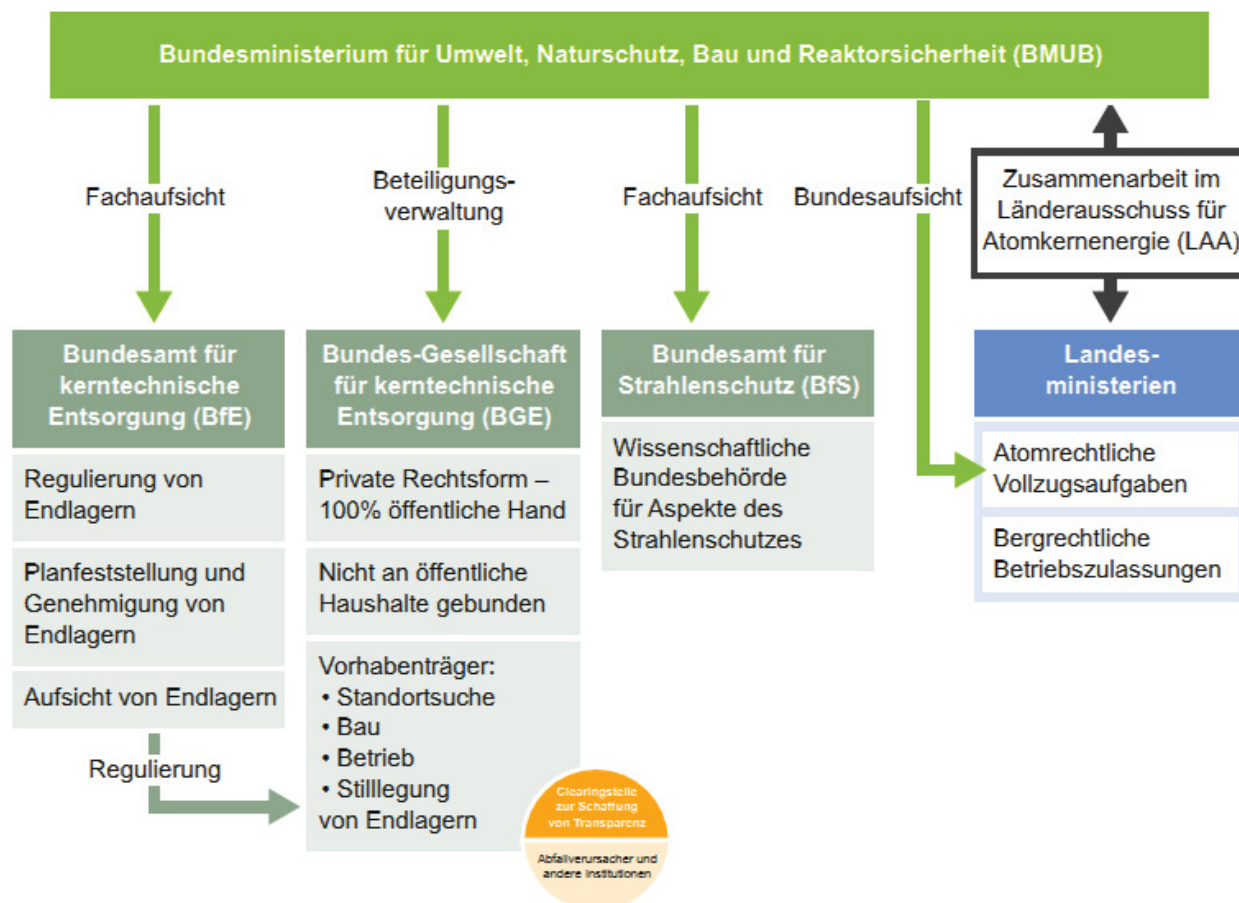 Bundesministerium für Umwelt, Naturschutz, Bau und Reaktorsicherheit (BMUB)
Fachaufsicht
Beteiligungs-
verwaltung
Fachaufsicht
Bundesaufsicht
Zusammenarbeit im
Länderausschuss für
Atomkernenergie (LAA)
Bundesamt für
kerntechnische
Entsorgung (BfE)
Regulierung von
Endlagern
Planfeststellung und
Genehmigung von
Endlagern
Aufsicht von Endlagern
Regulierung
Bundes-Gesellschaft
für kerntechnische
Entsorgung (BGE)
Private Rechtsform –
100% öffentliche Hand
Nicht an öffentliche
Haushalte gebunden
Vorhabenträger:
• Standortsuche
• Bau
• Betrieb
• Stilllegung
von Endlagern
Clearingstelle
zur Schaffung
von Transparenz
Abfallverursacher und
andere Institutionen
Bundesamt für
Strahlenschutz (BfS)
Wissenschaftliche
Bundesbehörde
für Aspekte des
Strahlenschutzes
Landes-
ministerien
Atomrechtliche
Vollzugsaufgaben
Bergrechtliche
Betriebszulassungen